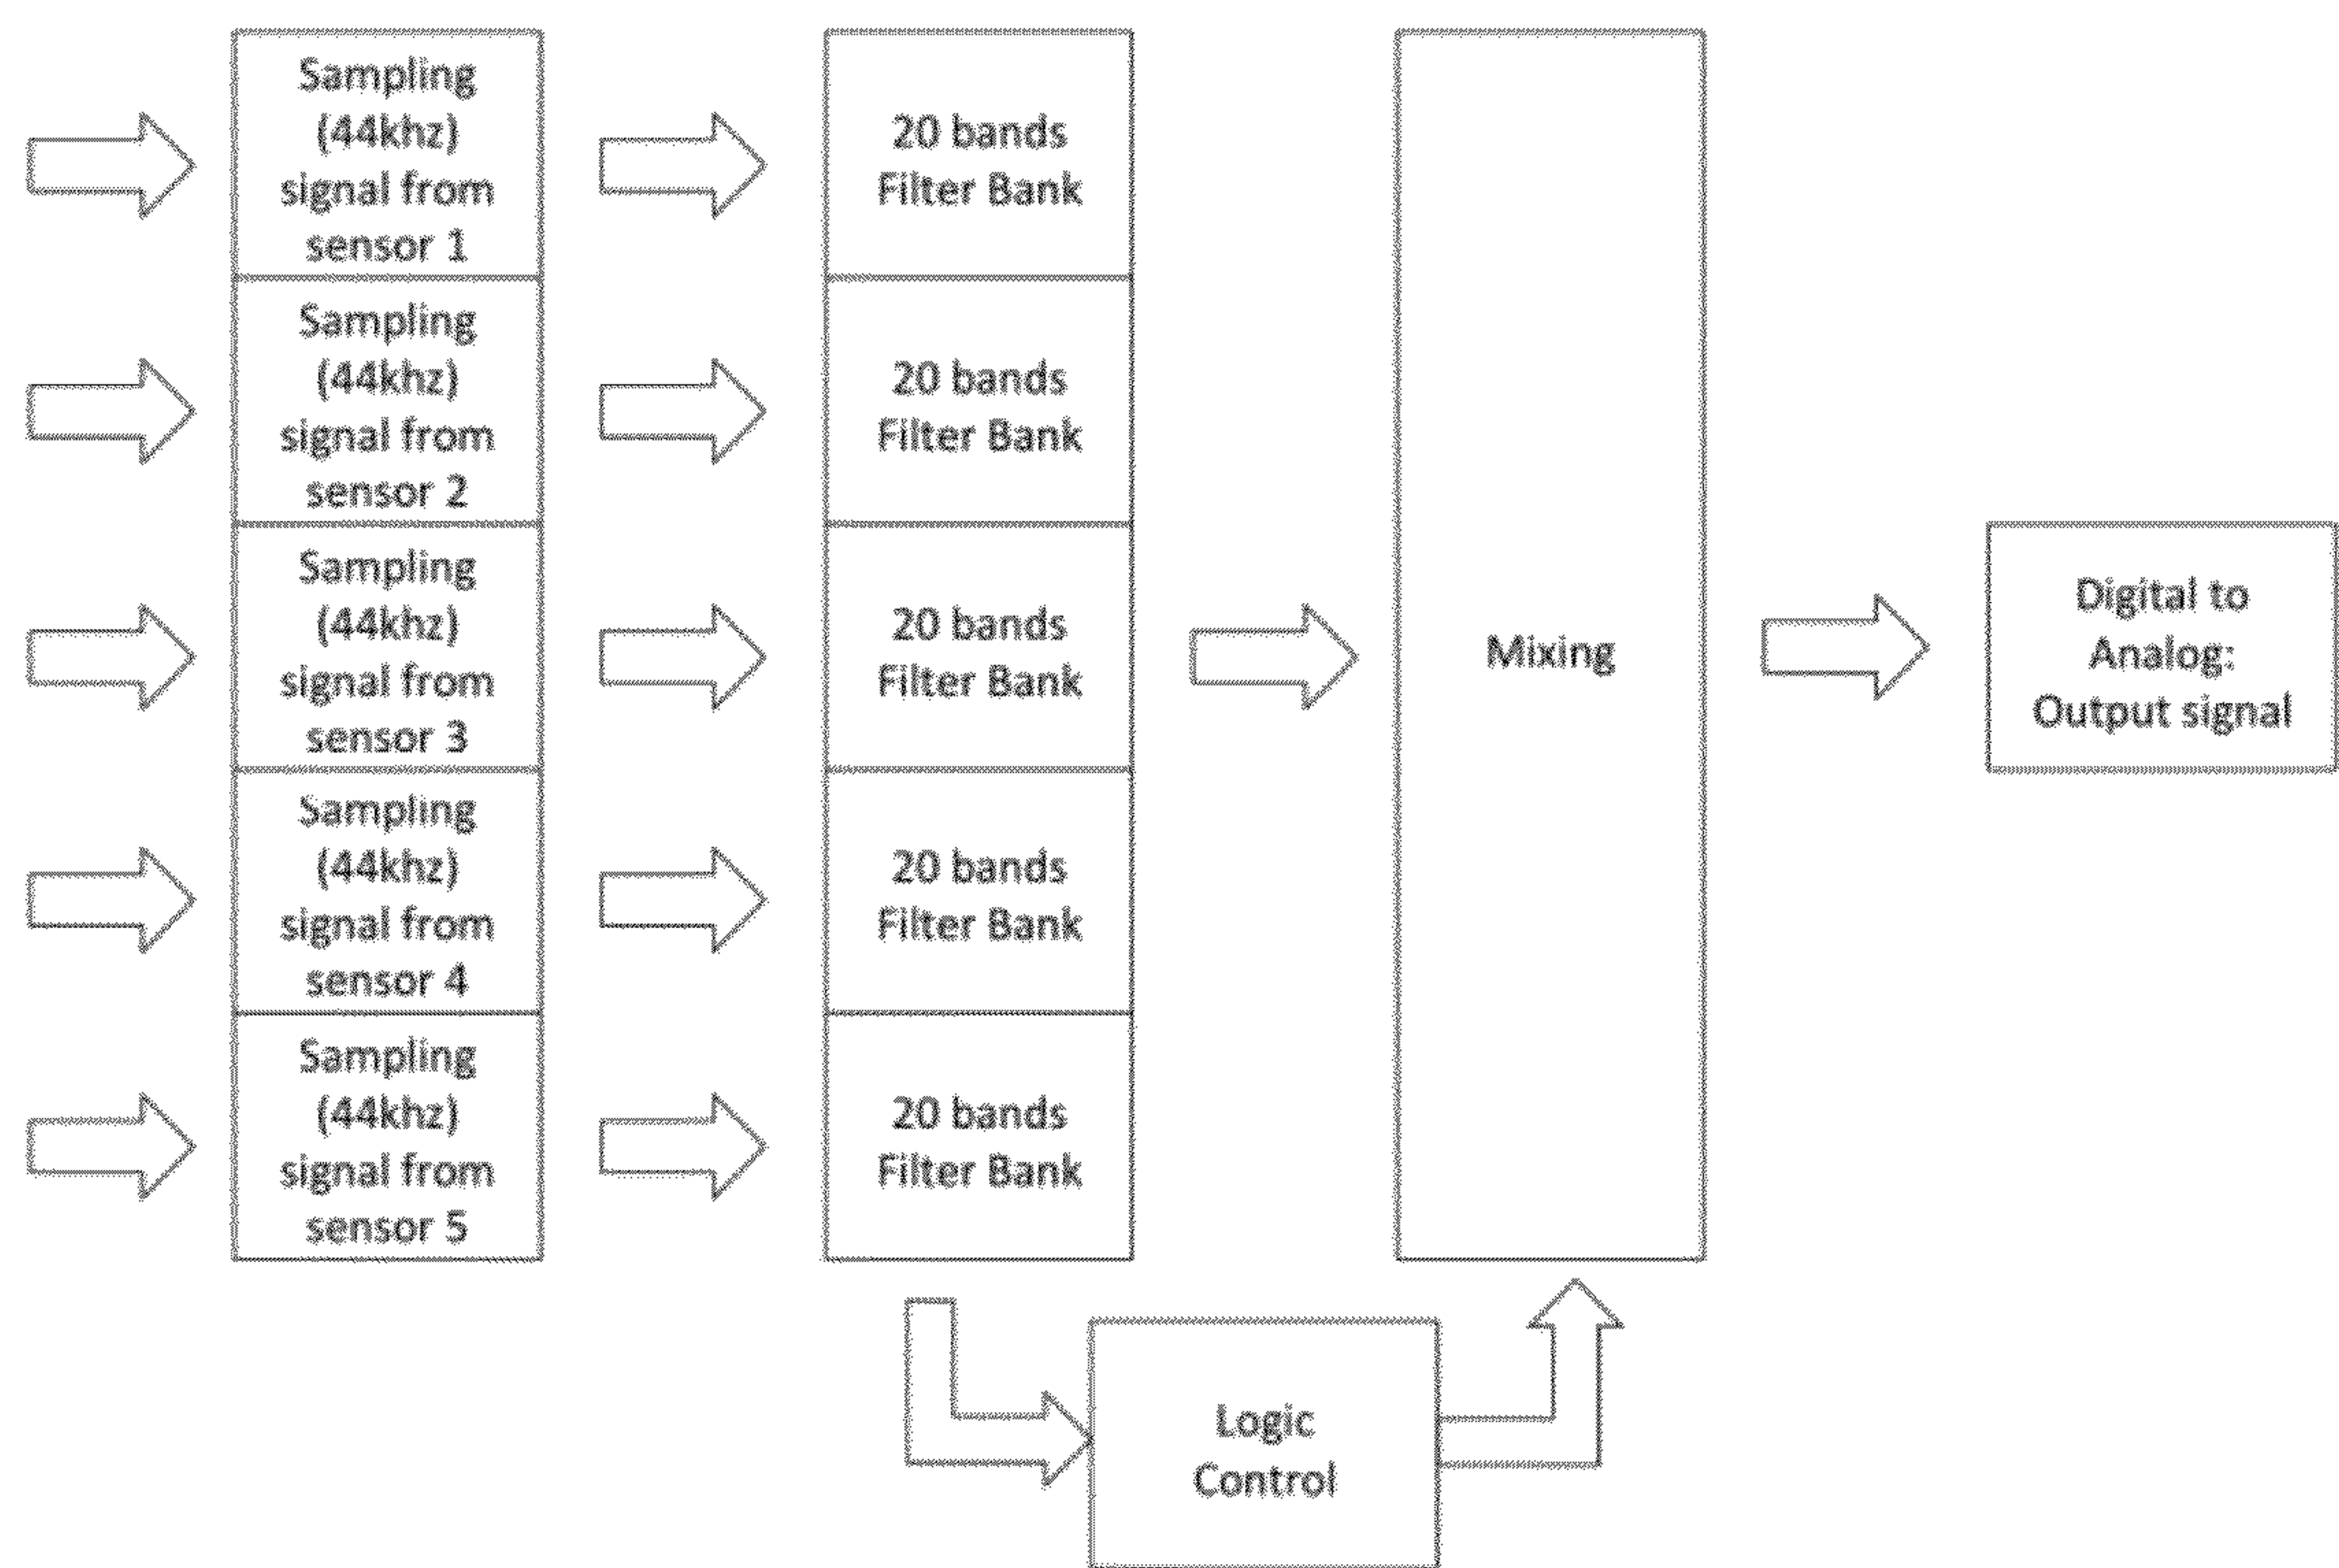 Sampling
(44khz)
signal from
sensor 1
20 bands
Filter Bank
Sampling
(44khz)
signal from
sensor 2
20 bands
Filter Bank
Sampling
(44khz)
signal from
sensor 3
20 bands
Filter Bank
Mixing
Digital to
Analog:
Output signal
Sampling
(44khz)
signal from
sensor 4
20 bands
Filter Bank
Sampling
(44khz)
signal from
sensor 5
20 bands
Filter Bank
Logic
Control